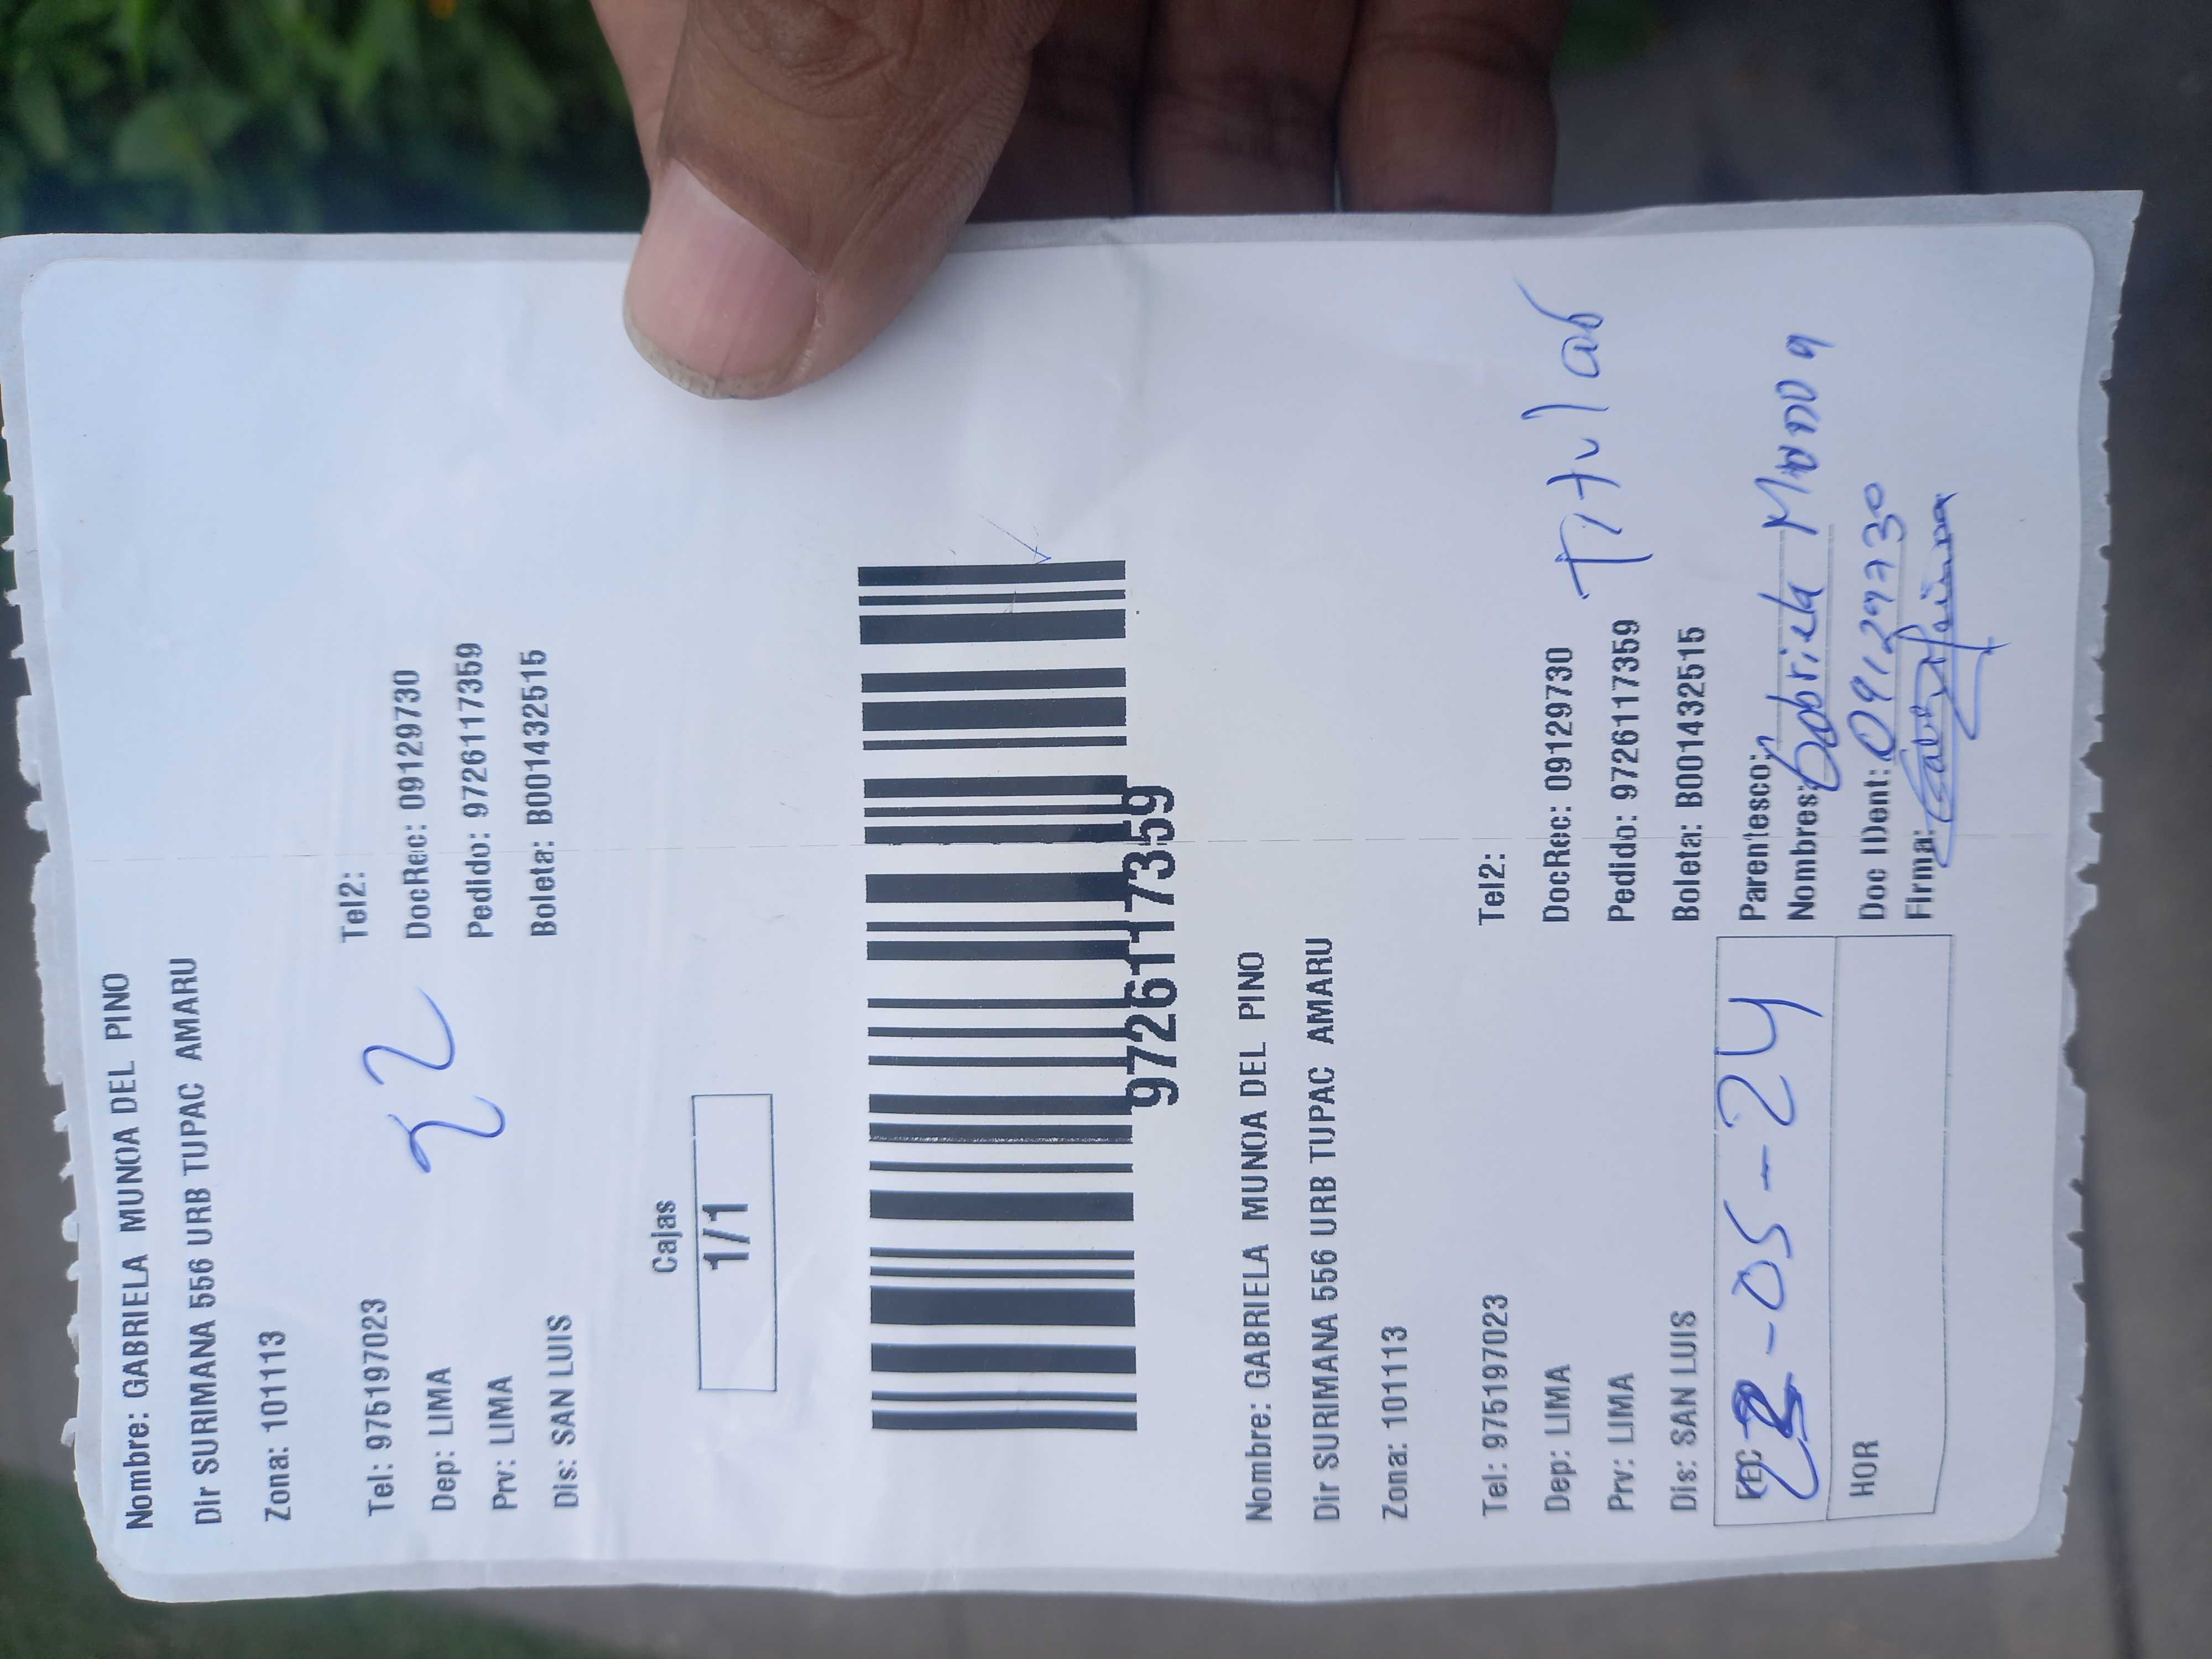 Nombre: GABRIELA MUNOA DEL PINO
Dir SURIMANA 556 URB TUPAC AMARU
Zona: 101113
Tel: 975197023 Tel2:
Dep: LIMA DocRec: 09129730
Prv: LIMA Pedido: 97261117359
Dis: SAN LUIS Boleta: B001432515
22
Cajas
1/1
97261117359
Nombre: GABRIELA MUNOA DEL PINO
Dir SURIMANA 556 URB TUPAC AMARU
Zona: 101113
Tel: 975197023 Tel2:
Dep: LIMA DocRec: 09129730
Prv: LIMA Pedido: 97261117359
Titular
Dis: SAN LUIS Boleta: B001432515
FEC -05-24 Parentesco:
Nombres: Gabriela Munoa
HOR Doc IDent: 09129730
Firma: